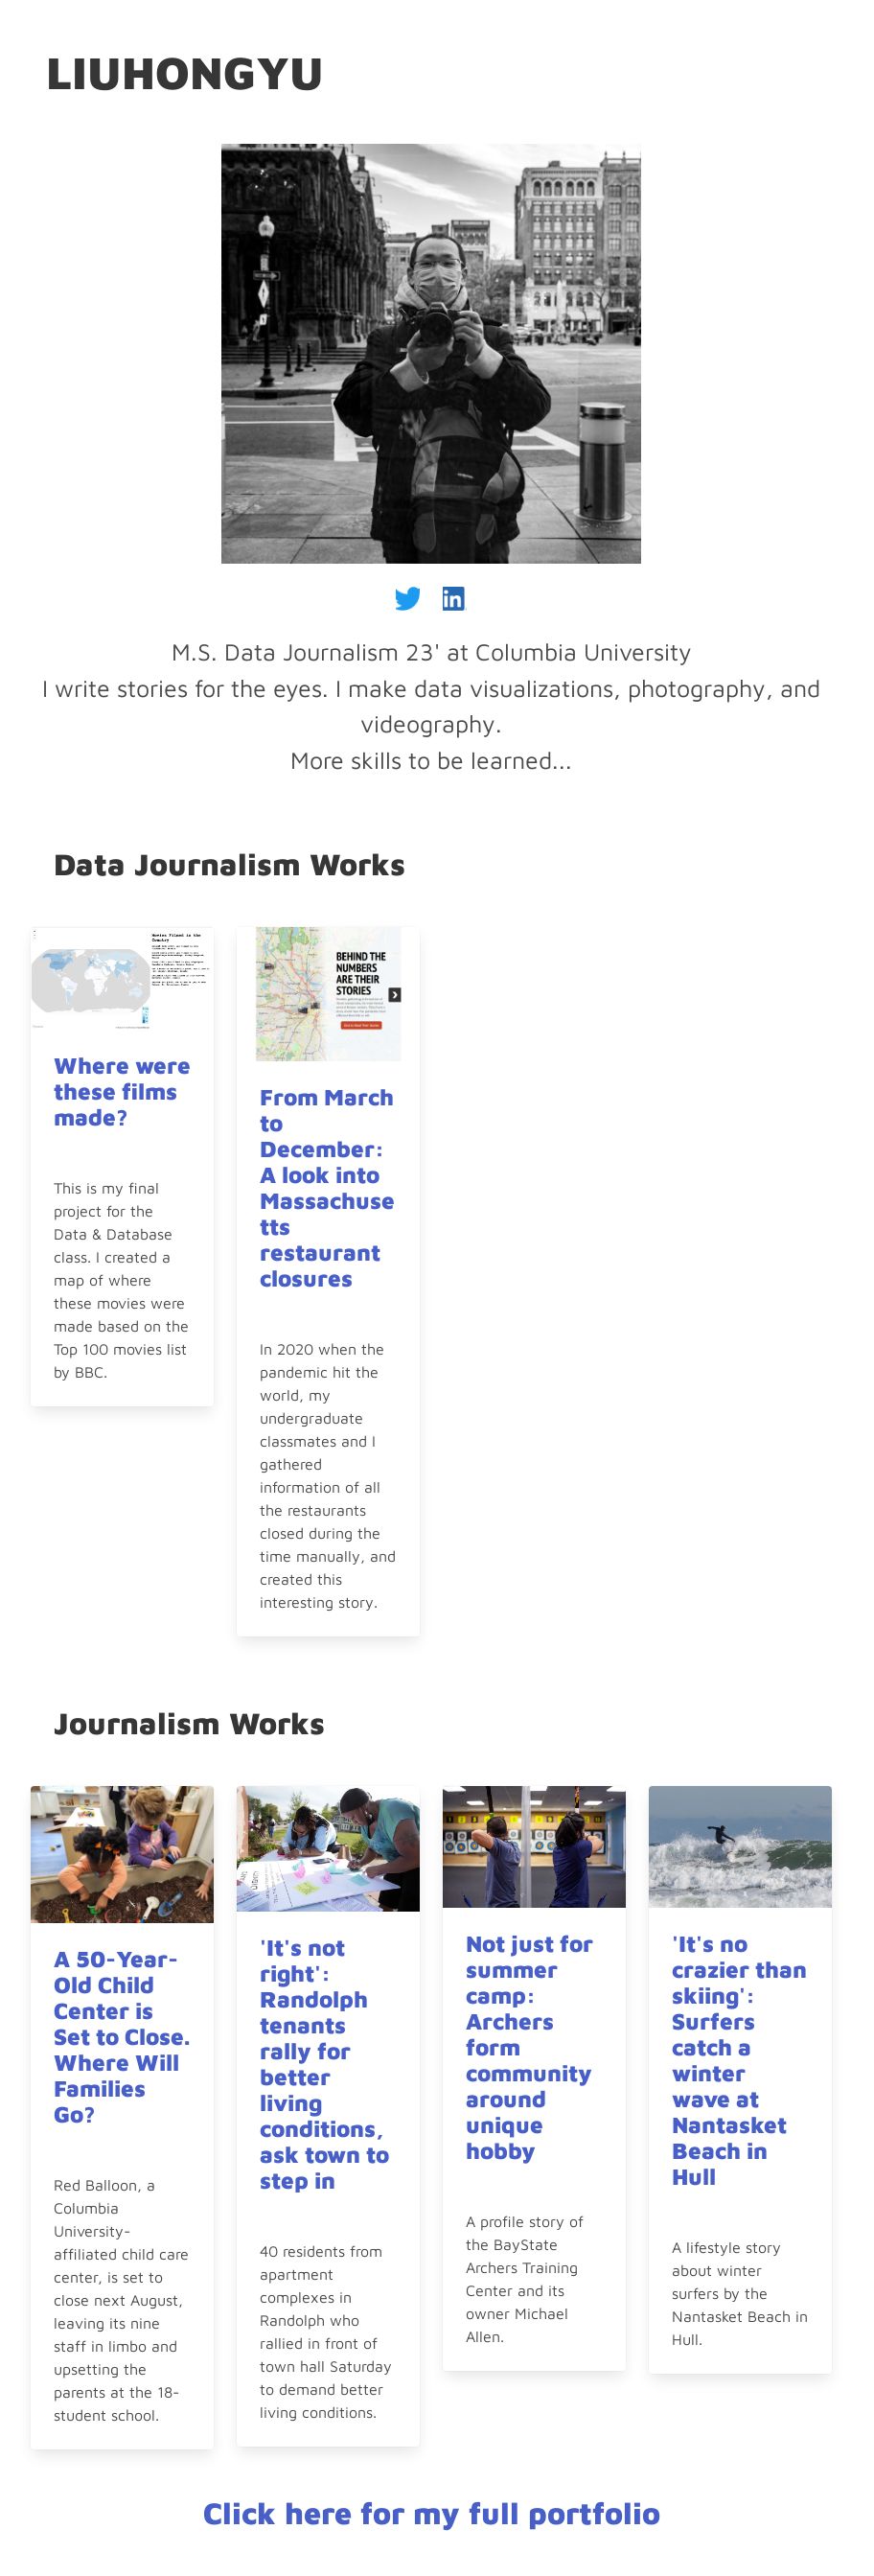 LIUHONGYU
in
M.S. Data Journalism 23' at Columbia University
I write stories for the eyes. I make data visualizations, photography, and
videography.
More skills to be learned...
Data Journalism Works
Movies Filmed in the
Country
Where were
these films
made?
This is my final
project for the
Data & Database
class. I created a
map of where
these movies were
made based on the
Top 100 movies list
by BBC.
BEHIND THE
NUMBERS
ARE THEIR
STORIES
From March
to
December:
A look into
Massachuse
tts
restaurant
closures
In 2020 when the
pandemic hit the
world, my
undergraduate
classmates and I
gathered
information of all
the restaurants
closed during the
time manually, and
created this
interesting story.
Journalism Works
A 50-Year-
Old Child
Center is
Set to Close.
Where Will
Families
Go?
Red Balloon, a
Columbia
University-
affiliated child care
center, is set to
close next August,
leaving its nine
staff in limbo and
upsetting the
parents at the 18-
student school.
'It's not
right':
Randolph
tenants
rally for
better
living
conditions,
ask town to
step in
40 residents from
apartment
complexes in
Randolph who
rallied in front of
town hall Saturday
to demand better
living conditions.
Not just for
summer
camp:
Archers
form
community
around
unique
hobby
A profile story of
the BayState
Archers Training
Center and its
owner Michael
Allen.
'It's no
crazier than
skiing':
Surfers
catch a
winter
wave at
Nantasket
Beach in
Hull
A lifestyle story
about winter
surfers by the
Nantasket Beach in
Hull.
Click here for my full portfolio